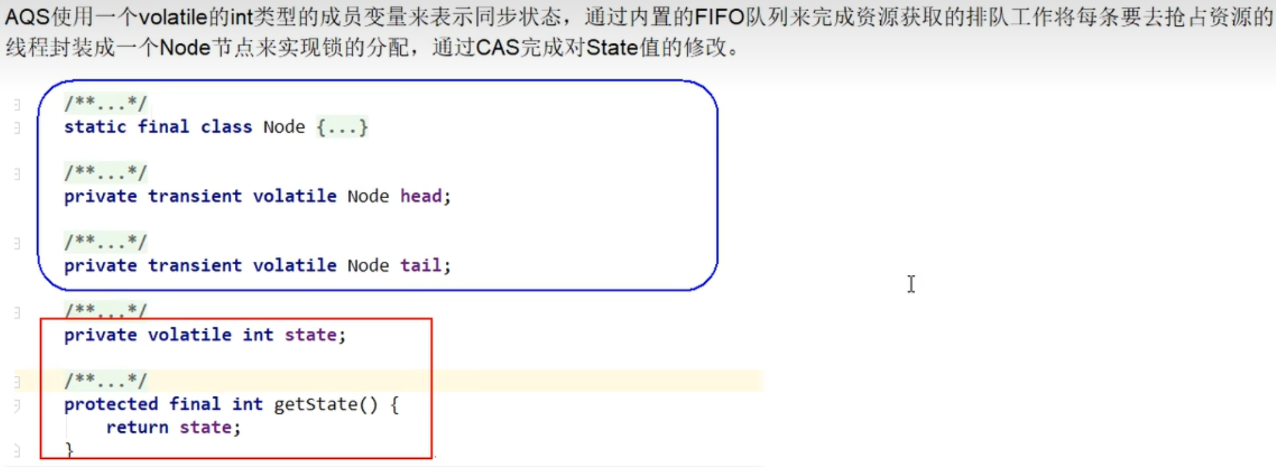 AQS使用一个volatile的int类型的成员变量来表示同步状态，通过内置的FIFO队列来完成资源获取的排队工作将每条要去抢占资源的
线程封装成一个Node节点来实现锁的分配，通过CAS完成对State值的修改。
/**...*/
static final class Node {...}
/**...*/
private transient volatile Node head;
/**...*/
private transient volatile Node tail;
/**...*/
private volatile int state;
/**...*/
protected final int getState() {
return state;
}